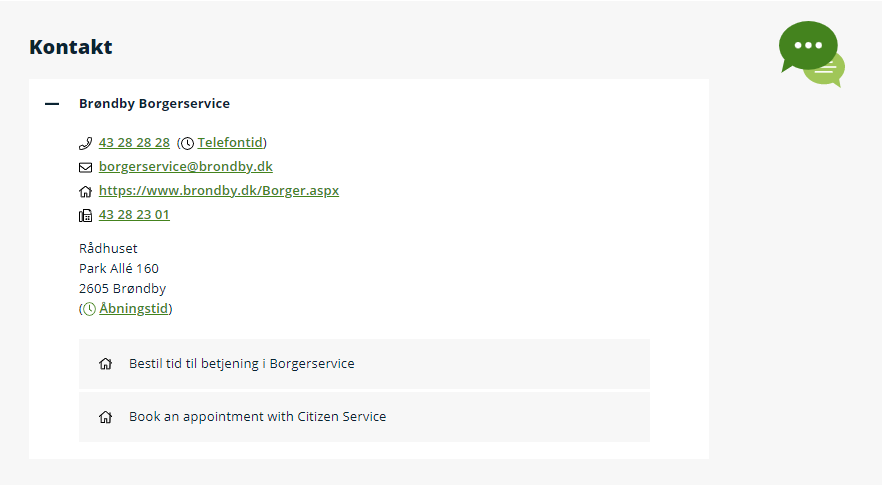 Kontakt
Brøndby Borgerservice
43 28 28 28 (Telefontid)
borgerservice@brondby.dk
https://www.brondby.dk/Borger.aspx
43 28 23 01
Rådhuset
Park Allé 160
2605 Brøndby
(Åbningstid)
Bestil tid til betjening i Borgerservice
Book an appointment with Citizen Service